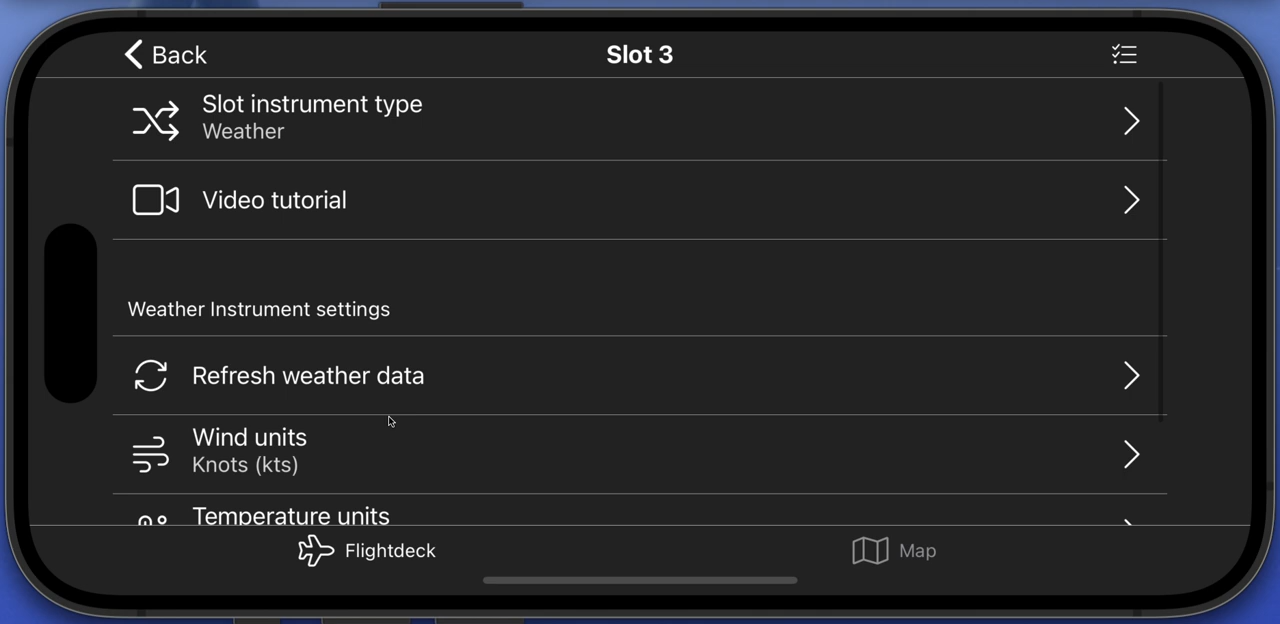 Back
Slot 3
Slot instrument type
Weather
Video tutorial
Weather Instrument settings
Refresh weather data
Wind units
Knots (kts)
Temperature units
Flightdeck
Map